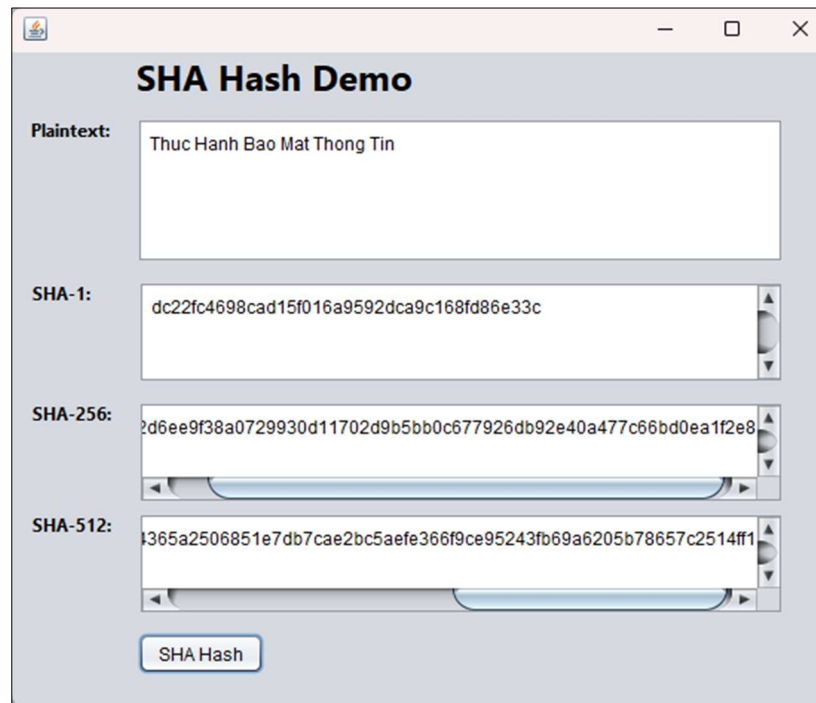 SHA Hash Demo
Plaintext:
Thuc Hanh Bao Mat Thong Tin
SHA-1:
dc22fc4698cad15f016a9592dca9c168fd86e33c
SHA-256:
2d6ee9f38a0729930d11702d9b5bb0c677926db92e40a477c66bd0ea1f2e8
SHA-512:
4365a2506851e7db7cae2bc5aefe366f9ce95243fb69a6205b78657c2514ff1
SHA Hash